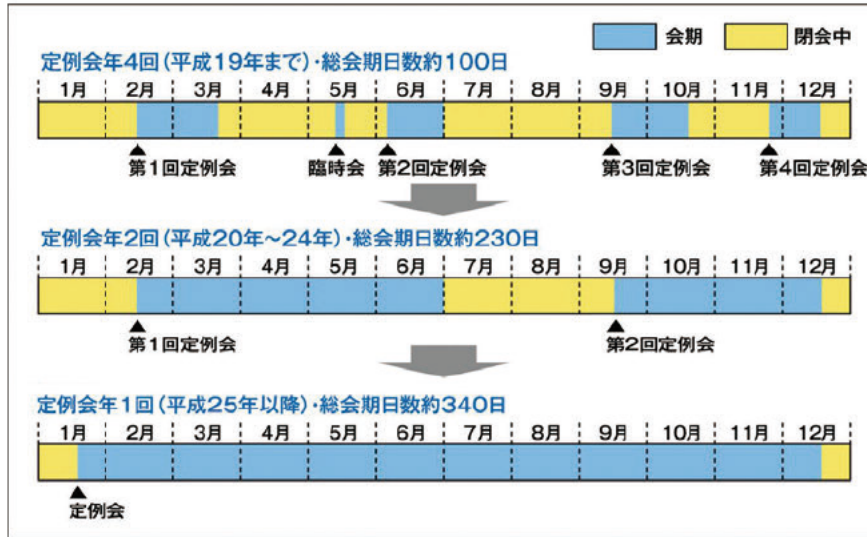 会期 閉会中
定例会年4回(平成19年まで)・総会期日数約100日
1月 2月 3月 4月 5月 6月 7月 8月 9月 10月 11月 12月
▲ ▲ ▲ ▲ ▲
第1回定例会 臨時会 第2回定例会 第3回定例会 第4回定例会
定例会年2回(平成20年～24年)・総会期日数約230日
1月 2月 3月 4月 5月 6月 7月 8月 9月 10月 11月 12月
▲ ▲
第1回定例会 第2回定例会
定例会年1回(平成25年以降)・総会期日数約340日
1月 2月 3月 4月 5月 6月 7月 8月 9月 10月 11月 12月
▲
定例会